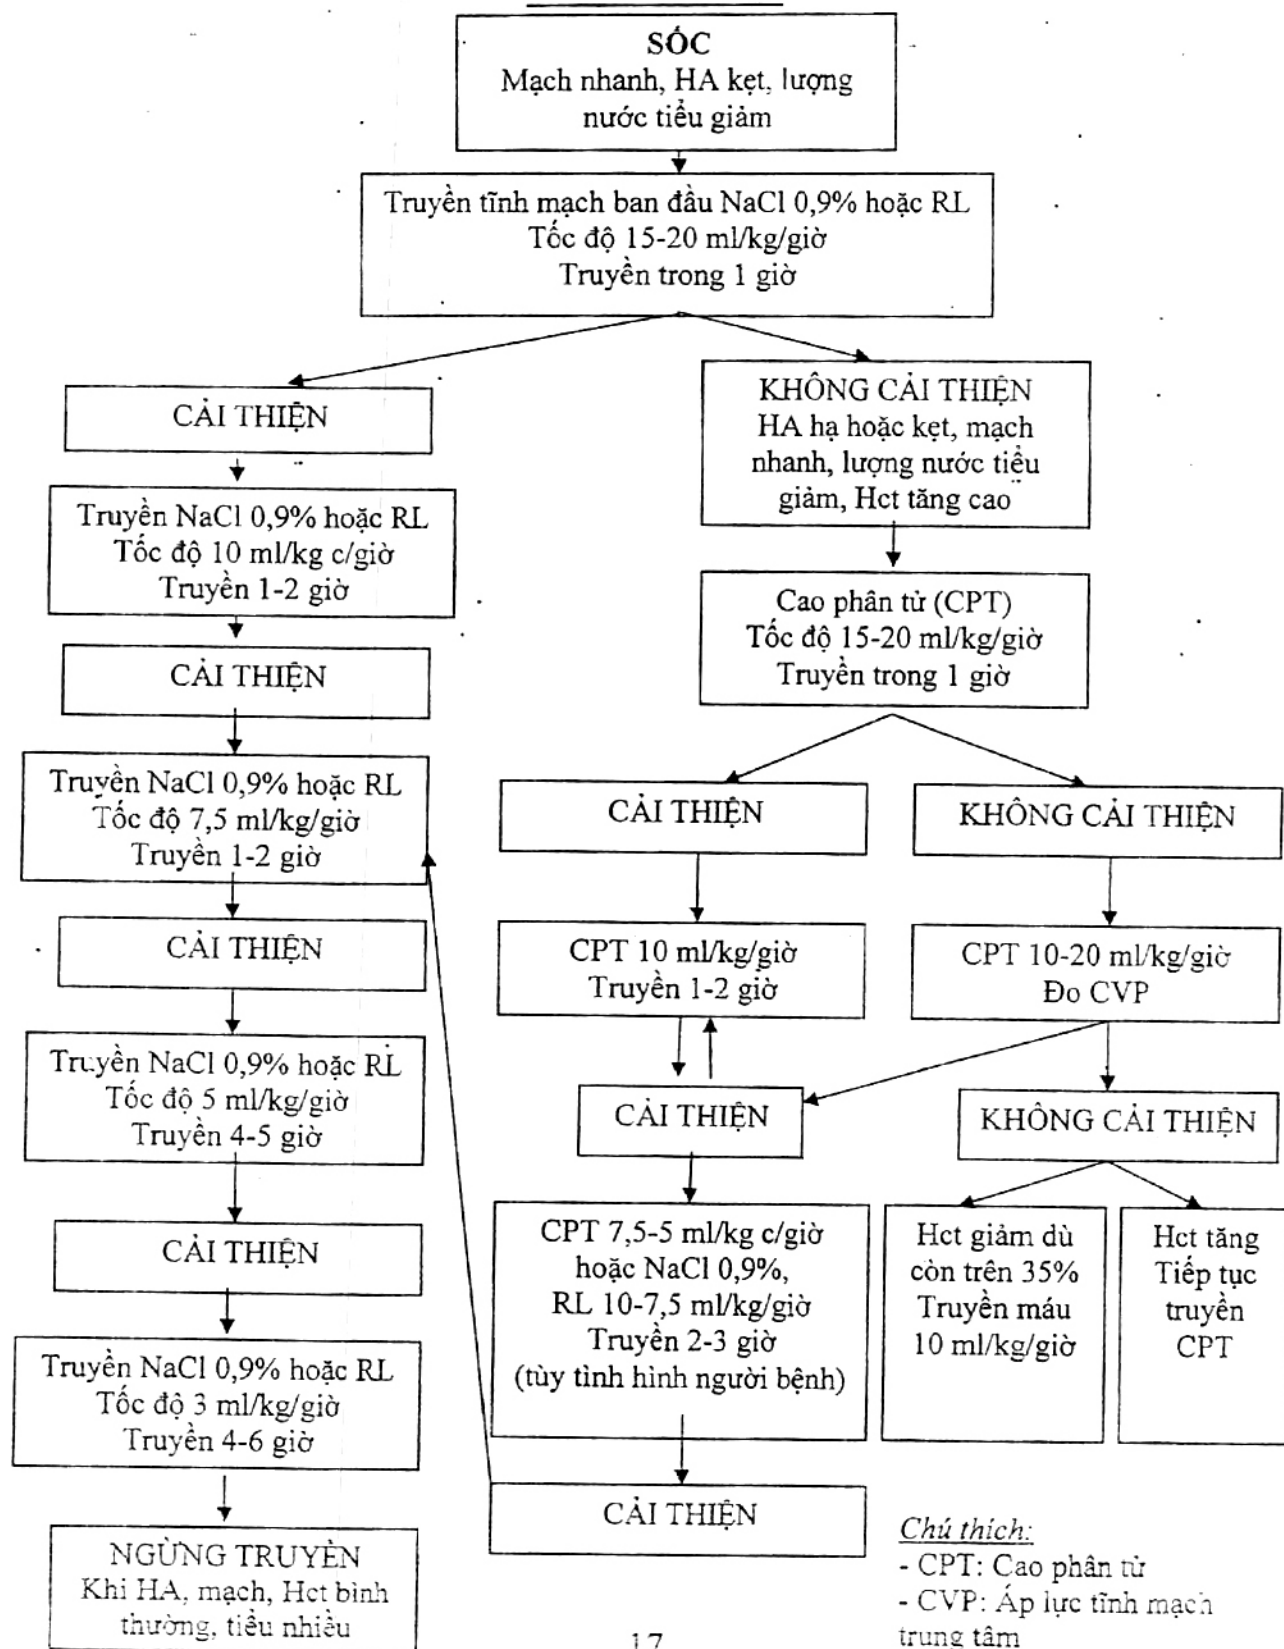 SỐC
Mạch nhanh, HA kẹt, lượng
nước tiểu giảm
Truyền tĩnh mạch ban đầu NaCl 0,9% hoặc RL
Tốc độ 15-20 ml/kg/giờ
Truyền trong 1 giờ
CẢI THIỆN
Truyền NaCl 0,9% hoặc RL
Tốc độ 10 ml/kg c/giờ
Truyền 1-2 giờ
CẢI THIỆN
Truyền NaCl 0,9% hoặc RL
Tốc độ 7,5 ml/kg/giờ
Truyền 1-2 giờ
CẢI THIỆN
Truyền NaCl 0,9% hoặc RL
Tốc độ 5 ml/kg/giờ
Truyền 4-5 giờ
CẢI THIỆN
Truyền NaCl 0,9% hoặc RL
Tốc độ 3 ml/kg/giờ
Truyền 4-6 giờ
NGỪNG TRUYỀN
Khi HA, mạch, Hct bình
thường, tiểu nhiều
KHÔNG CẢI THIỆN
HA hạ hoặc kẹt, mạch
nhanh, lượng nước tiểu
giảm, Hct tăng cao
Cao phân tử (CPT)
Tốc độ 15-20 ml/kg/giờ
Truyền trong 1 giờ
CẢI THIỆN
CPT 10 ml/kg/giờ
Truyền 1-2 giờ
CẢI THIỆN
CPT 7,5-5 ml/kg c/giờ
hoặc NaCl 0,9%,
RL 10-7,5 ml/kg/giờ
Truyền 2-3 giờ
(tùy tình hình người bệnh)
CẢI THIỆN
KHÔNG CẢI THIỆN
CPT 10-20 ml/kg/giờ
Đo CVP
KHÔNG CẢI THIỆN
Hct giảm dù
còn trên 35%
Truyền máu
10 ml/kg/giờ
Hct tăng
Tiếp tục
truyền
CPT
Chú thích:
- CPT: Cao phân tử
- CVP: Áp lực tĩnh mạch
trung tâm
17